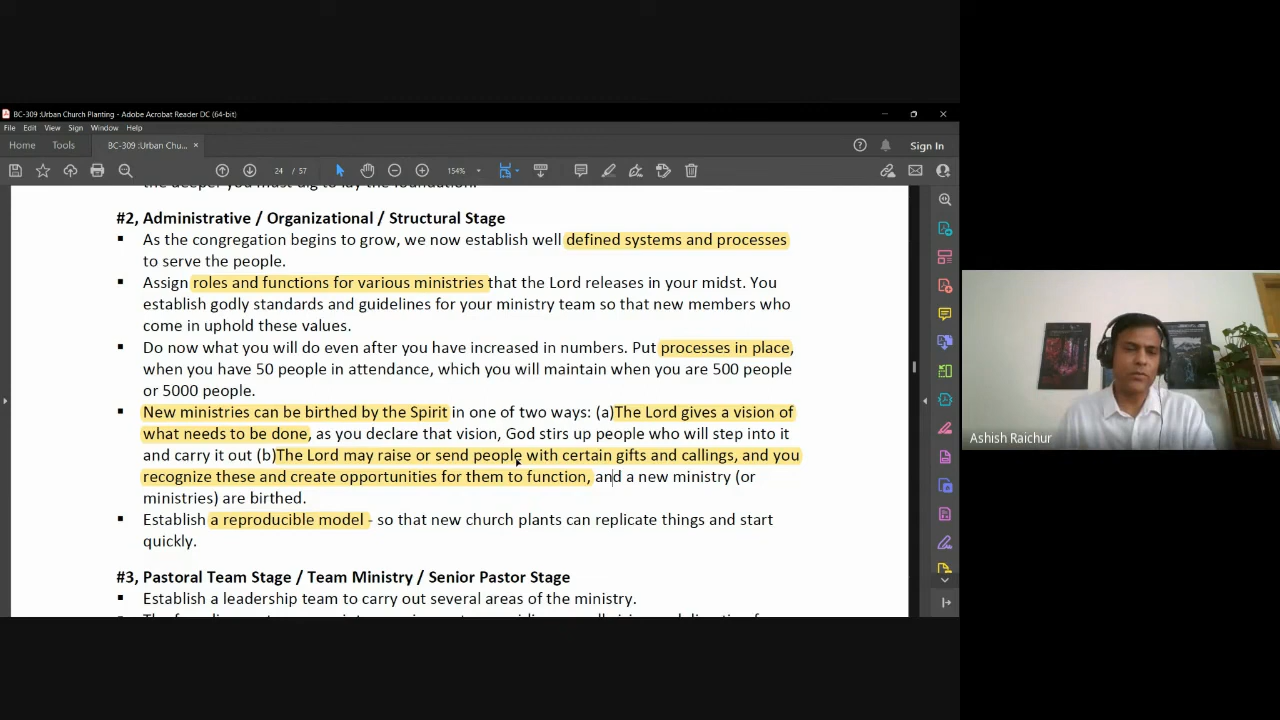 BC-309 :Urban Church Planting - Adobe Acrobat Reader DC (64-bit)
File Edit View Sign Window Help
Home Tools BC-309 :Urban Chu... × Sign In
24 / 57 154%
the deeper you must dig to lay the foundation.
#2, Administrative / Organizational / Structural Stage
▪ As the congregation begins to grow, we now establish well defined systems and processes
to serve the people.
▪ Assign roles and functions for various ministries that the Lord releases in your midst. You
establish godly standards and guidelines for your ministry team so that new members who
come in uphold these values.
▪ Do now what you will do even after you have increased in numbers. Put processes in place,
when you have 50 people in attendance, which you will maintain when you are 500 people
or 5000 people.
▪ New ministries can be birthed by the Spirit in one of two ways: (a)The Lord gives a vision of
what needs to be done, as you declare that vision, God stirs up people who will step into it
and carry it out (b)The Lord may raise or send people with certain gifts and callings, and you
recognize these and create opportunities for them to function, and a new ministry (or
ministries) are birthed.
▪ Establish a reproducible model - so that new church plants can replicate things and start
quickly.
#3, Pastoral Team Stage / Team Ministry / Senior Pastor Stage
▪ Establish a leadership team to carry out several areas of the ministry.
Ashish Raichur